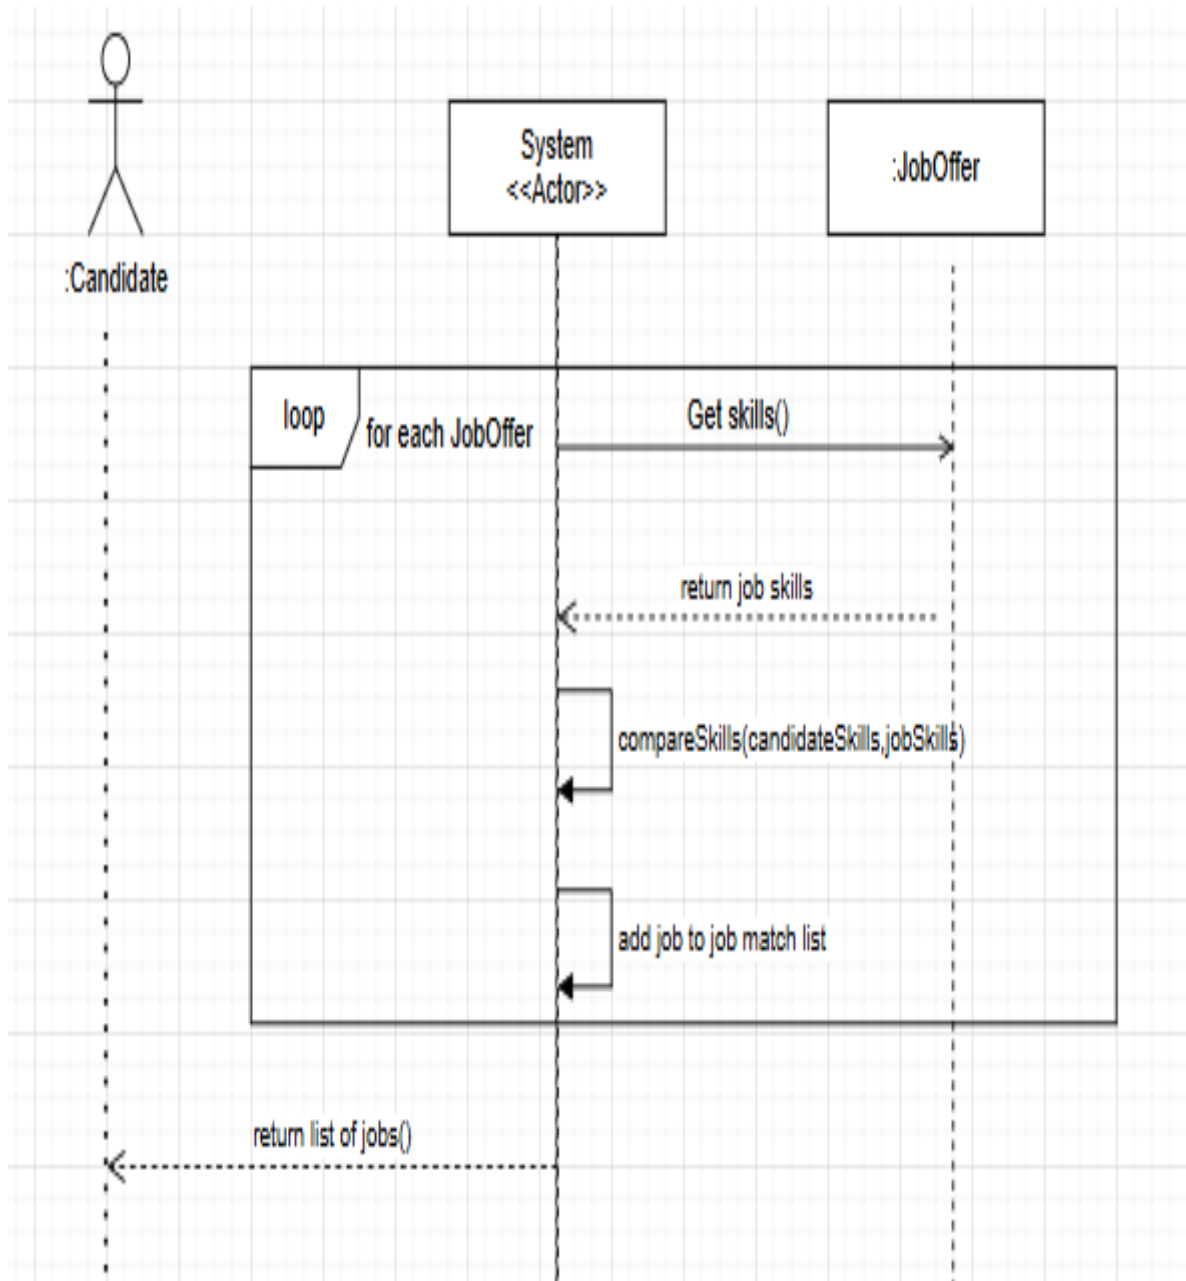 System
<<Actor>>
:JobOffer
:Candidate
loop
for each JobOffer
Get skills()
return job skills
compareSkills(candidateSkills,jobSkills)
add job to job match list
return list of jobs()